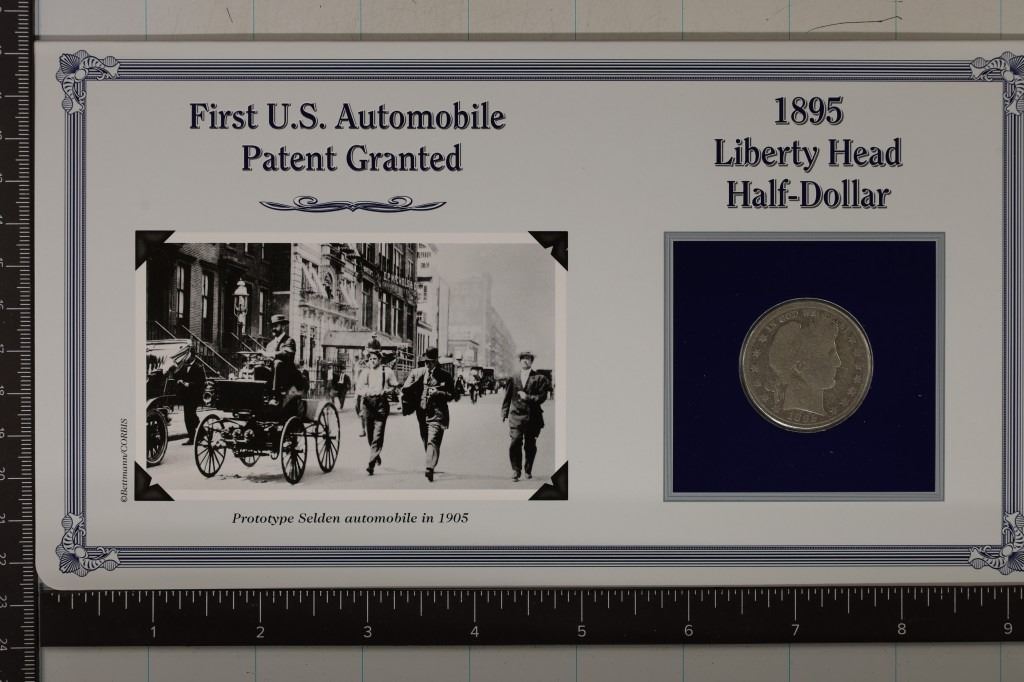 First U.S. Automobile
Patent Granted
1895
Liberty Head
Half-Dollar
IN GOD WE
©Bettmann/CORBIS
Prototype Selden automobile in 1905
1 2 3 4 5 6 7 8 9